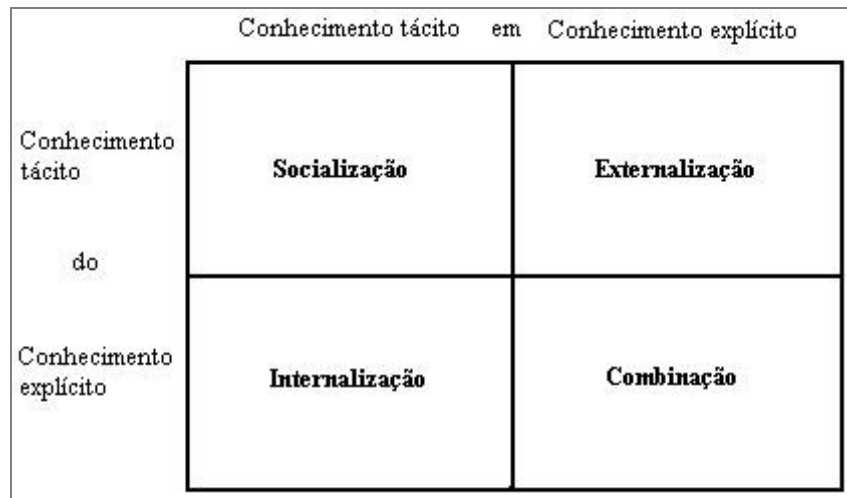 Conhecimento tácito em Conhecimento explícito
Conhecimento
tácito
Socialização Externalização
do
Conhecimento
explícito
Internalização Combinação